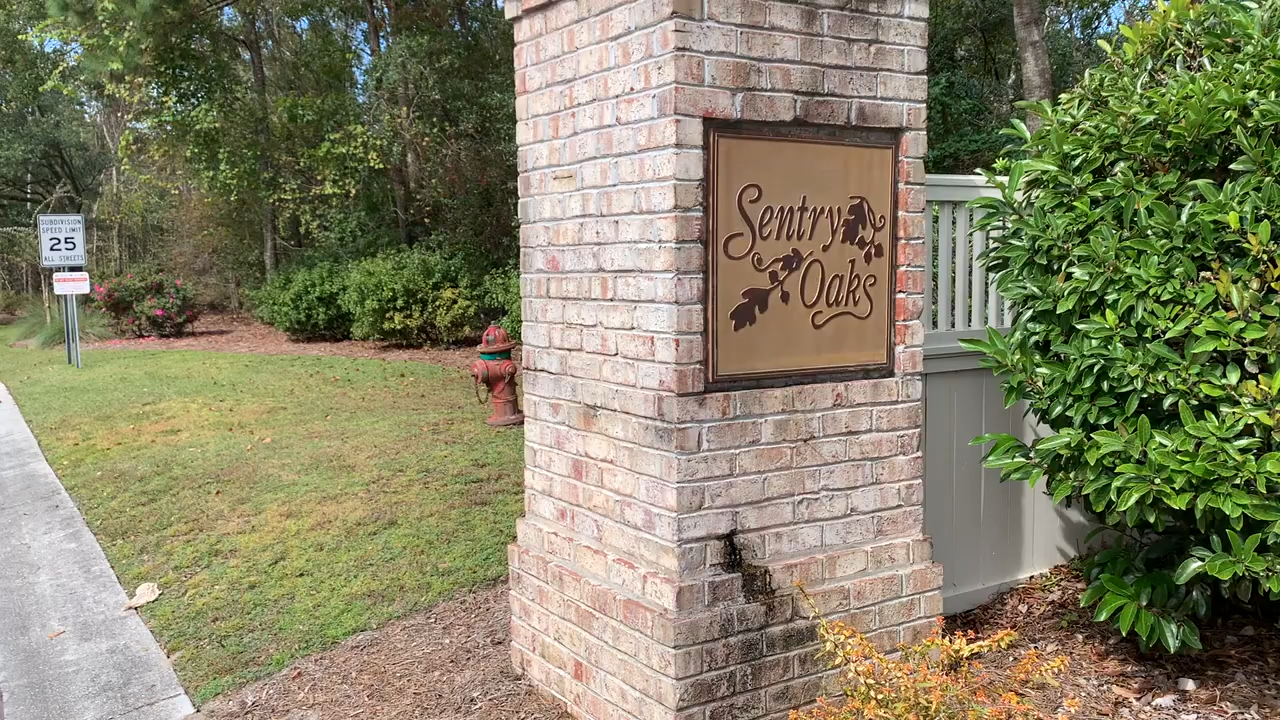 SUBDIVISION
SPEED LIMIT
25
ALL STREETS
Sentry
Oaks